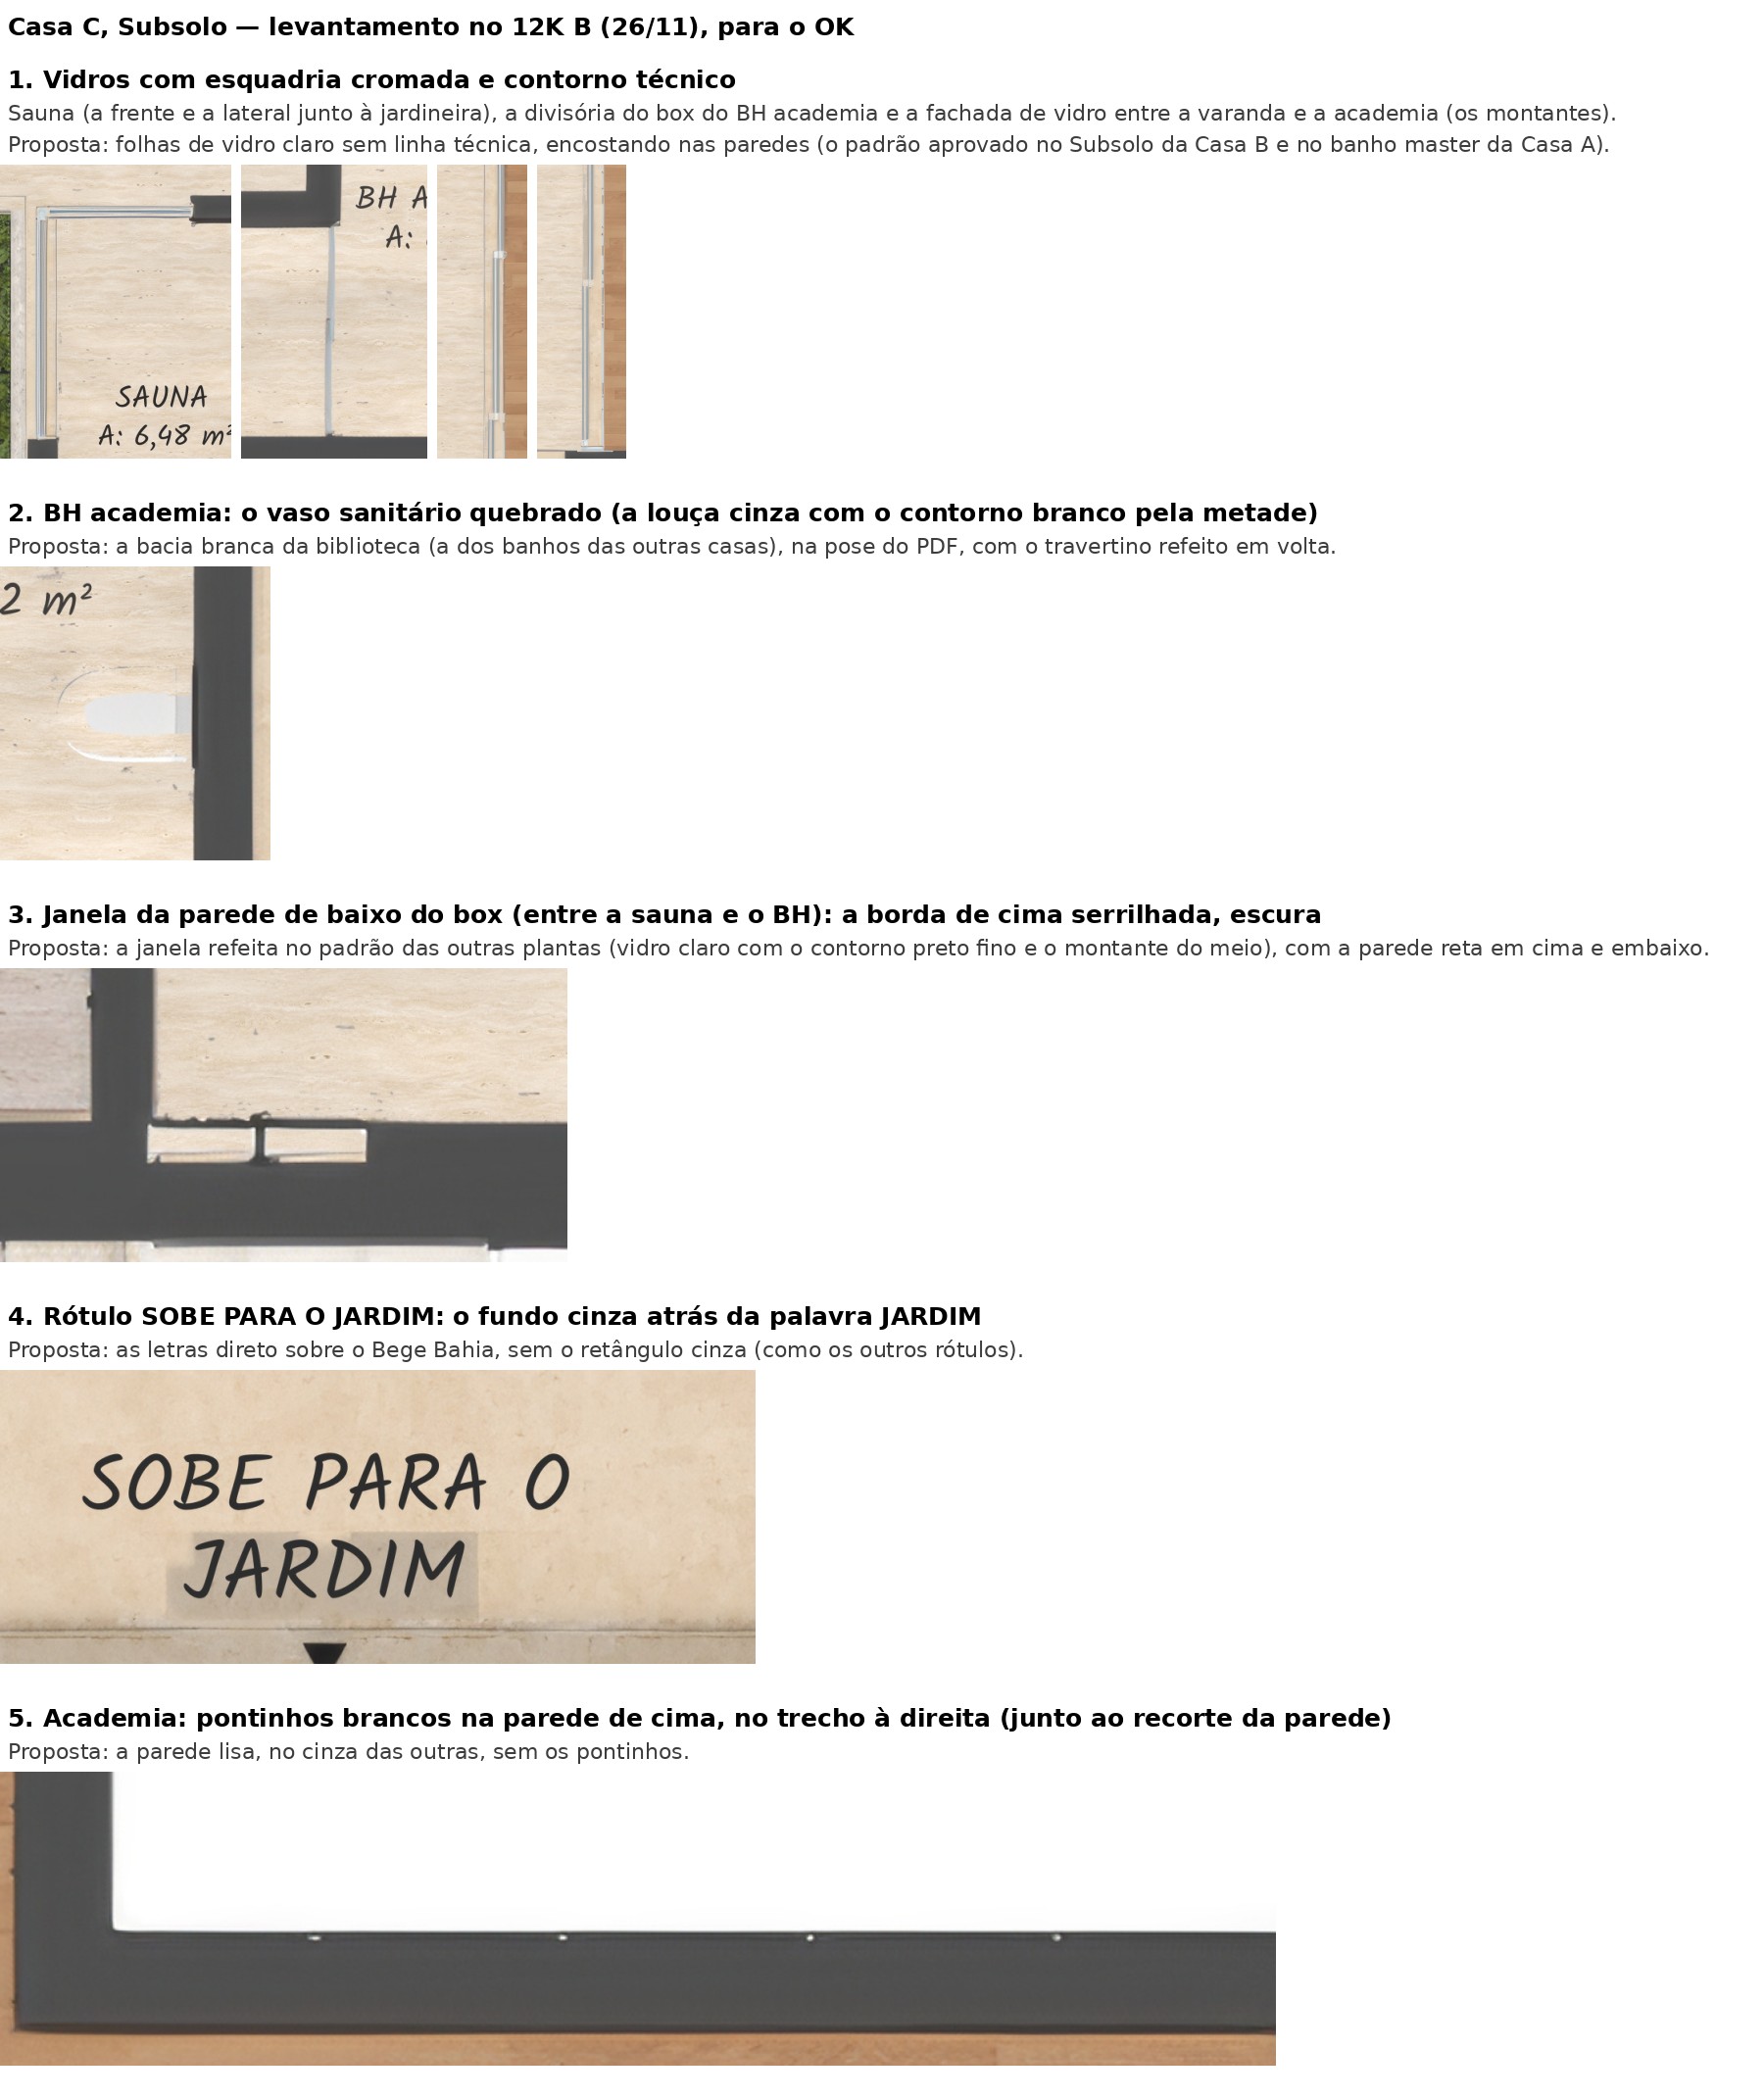 Casa C, Subsolo — levantamento no 12K B (26/11), para o OK
1. Vidros com esquadria cromada e contorno técnico
Sauna (a frente e a lateral junto à jardineira), a divisória do box do BH academia e a fachada de vidro entre a varanda e a academia (os montantes).
Proposta: folhas de vidro claro sem linha técnica, encostando nas paredes (o padrão aprovado no Subsolo da Casa B e no banho master da Casa A).
BH A
A:
SAUNA
A: 6,48 m²
2. BH academia: o vaso sanitário quebrado (a louça cinza com o contorno branco pela metade)
Proposta: a bacia branca da biblioteca (a dos banhos das outras casas), na pose do PDF, com o travertino refeito em volta.
2 m²
3. Janela da parede de baixo do box (entre a sauna e o BH): a borda de cima serrilhada, escura
Proposta: a janela refeita no padrão das outras plantas (vidro claro com o contorno preto fino e o montante do meio), com a parede reta em cima e embaixo.
4. Rótulo SOBE PARA O JARDIM: o fundo cinza atrás da palavra JARDIM
Proposta: as letras direto sobre o Bege Bahia, sem o retângulo cinza (como os outros rótulos).
SOBE PARA O
JARDIM
5. Academia: pontinhos brancos na parede de cima, no trecho à direita (junto ao recorte da parede)
Proposta: a parede lisa, no cinza das outras, sem os pontinhos.